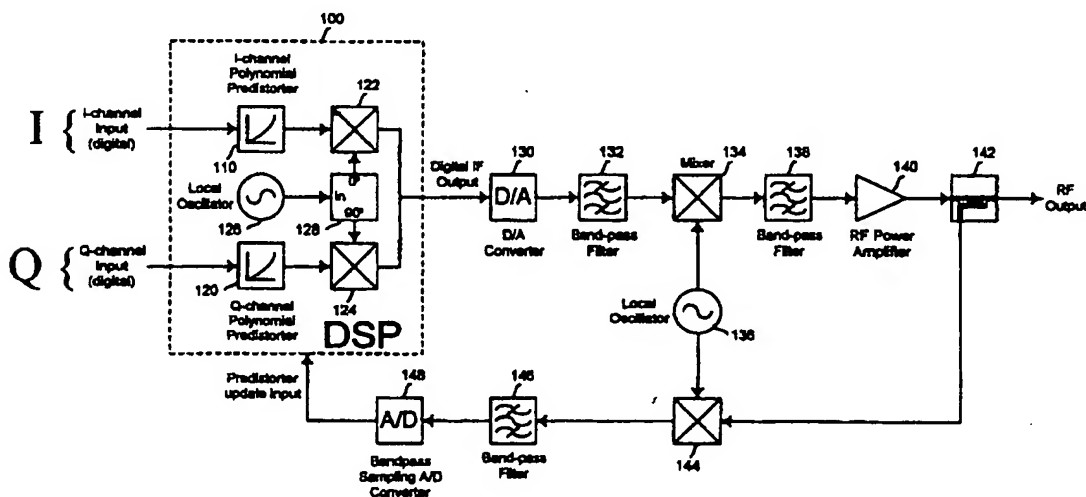 100
I-channel
Polynomial
Predistorter
122
I { I-channel
Input
(digital)
110
0°
Local
Oscillator
In
126
128
90°
Q { Q-channel
Input
(digital)
120
124
Q-channel
Polynomial
Predistorter
DSP
Digital IF
Output
130
D/A
D/A
Converter
132
Band-pass
Filter
Mixer
134
138
Band-pass
Filter
140
RF Power
Amplifier
142
RF
Output
Local
Oscillator
136
Predistorter
update input
148
A/D
Bandpass
Sampling A/D
Converter
146
Band-pass
Filter
144